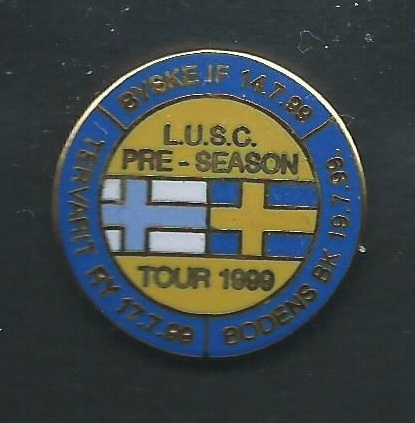 BYSKE IF 14.7.99
BODENS BK 19.7.99.
TERVARIT RY 17.7.99
L.U.S.C.
PRE - SEASON
TOUR 1999